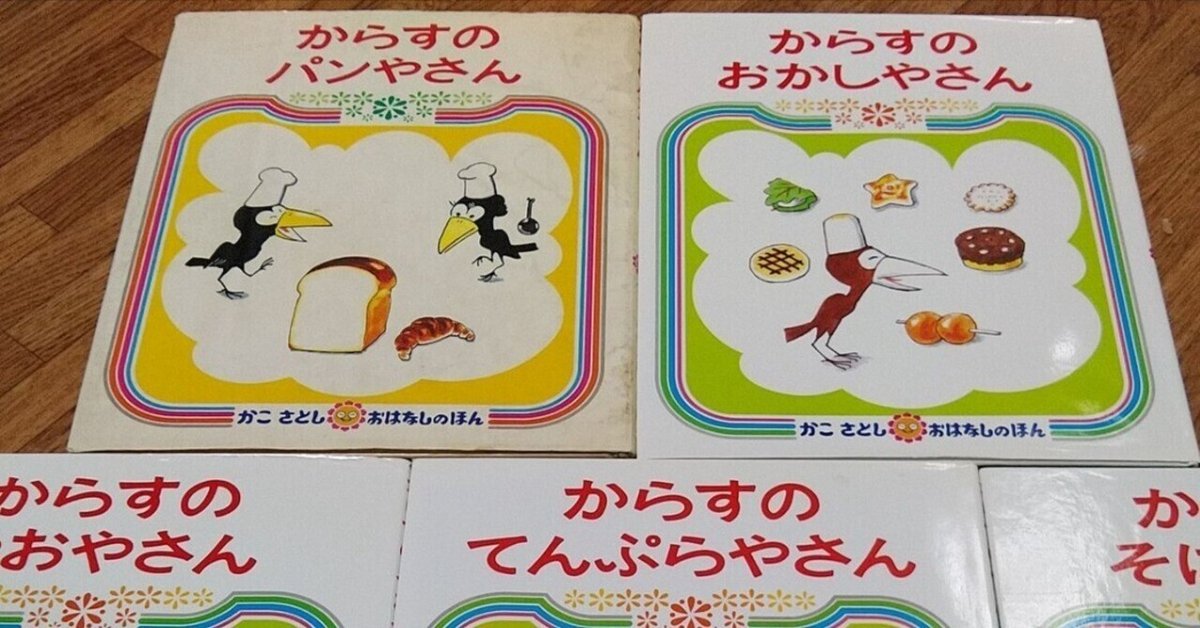 からすの
パンやさん
かこ さとし おはなしのほん
からすの
おかしやさん
かこ さとし おはなしのほん
からすの
おやさん
からすの
てんぷらやさん
か
そ